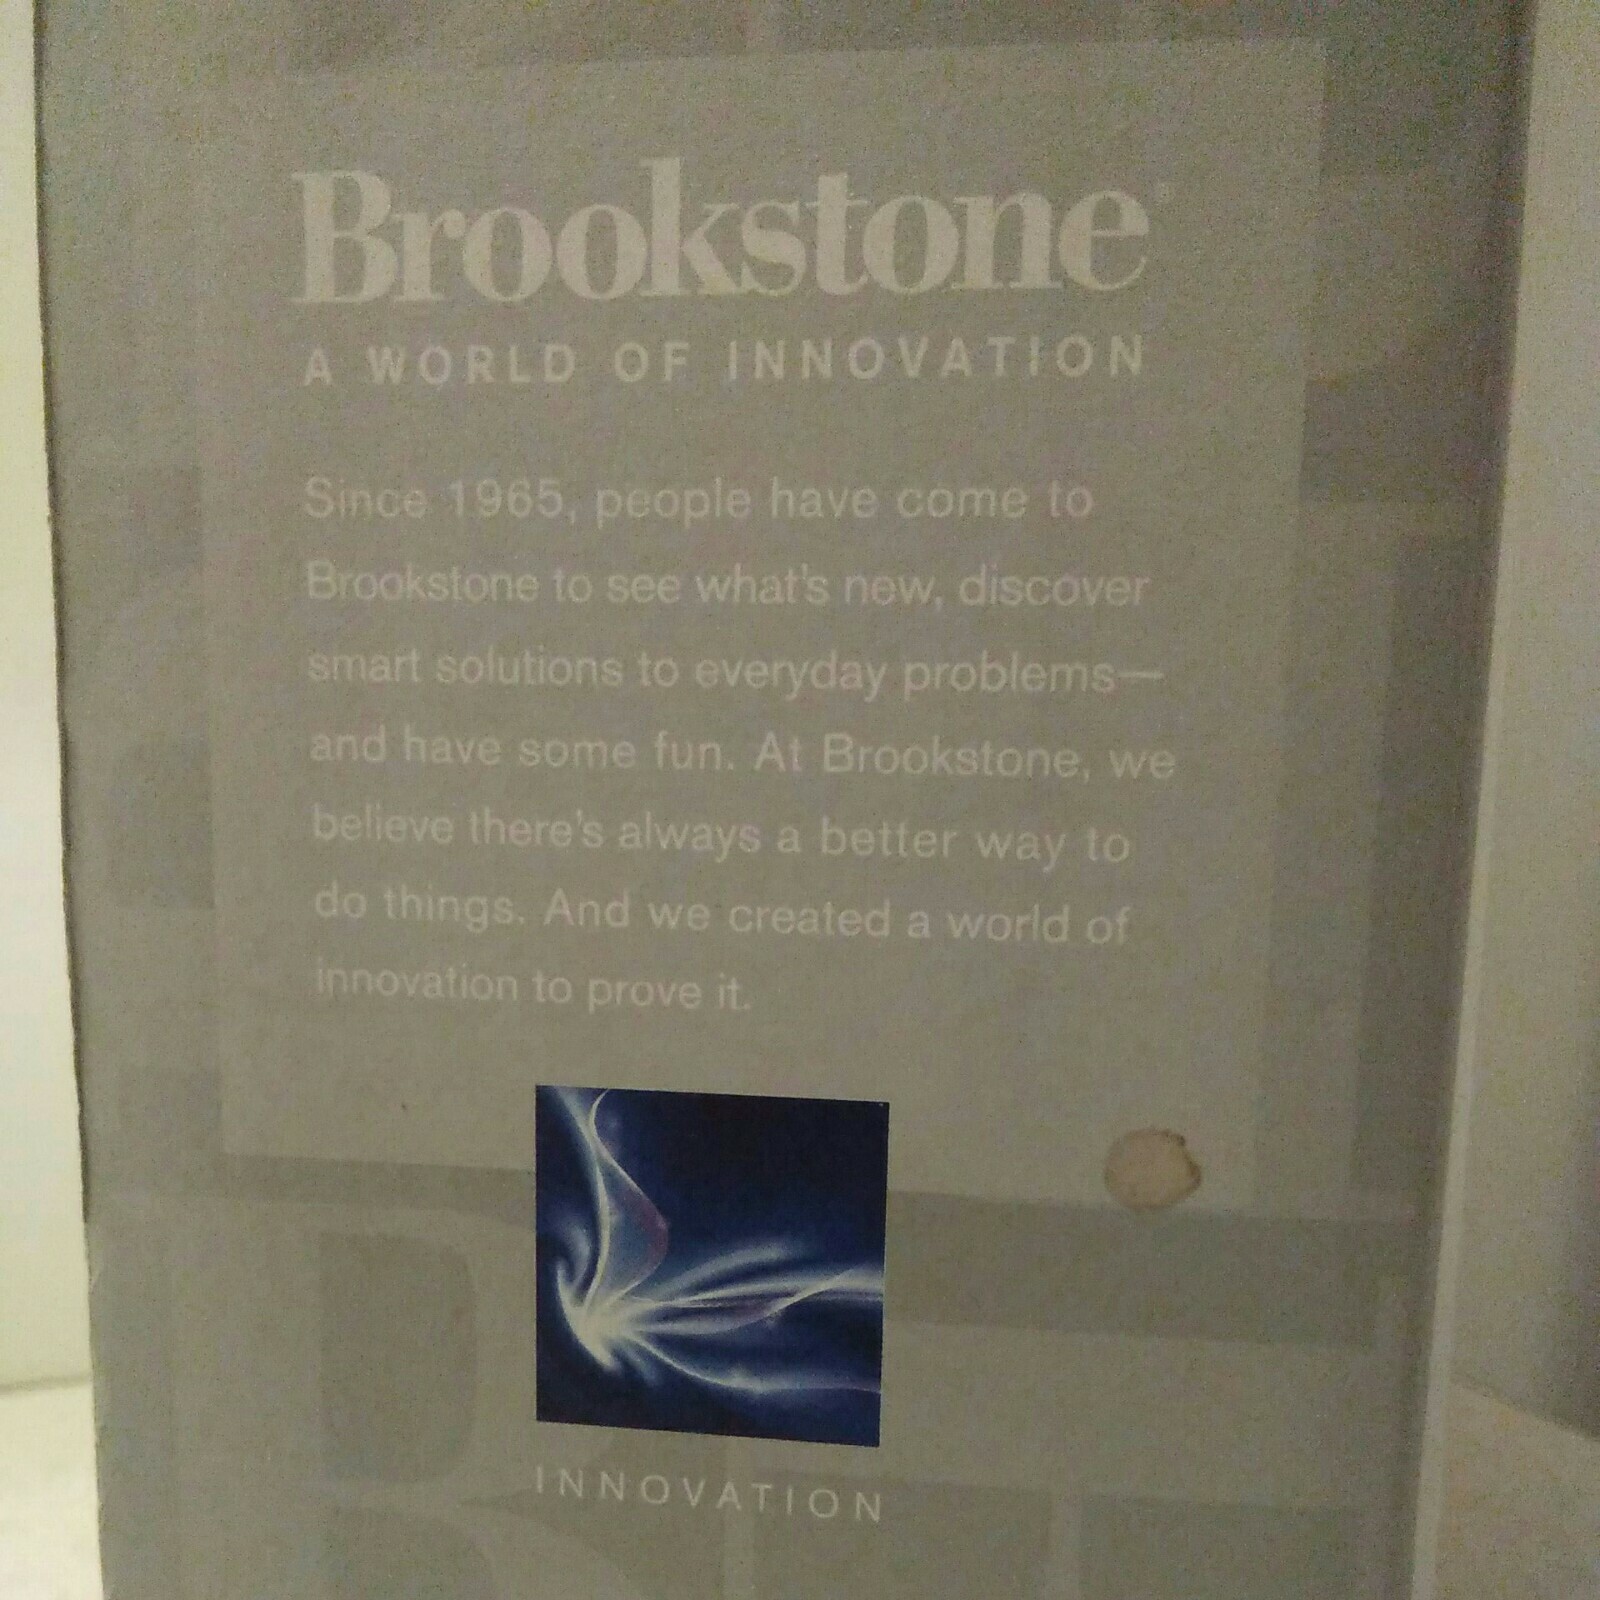 Brookstone
A WORLD OF INNOVATION
Since 1965, people have come to
Brookstone to see what's new, discover
smart solutions to everyday problems—
and have some fun. At Brookstone, we
believe there's always a better way to
do things. And we created a world of
innovation to prove it.
INNOVATION